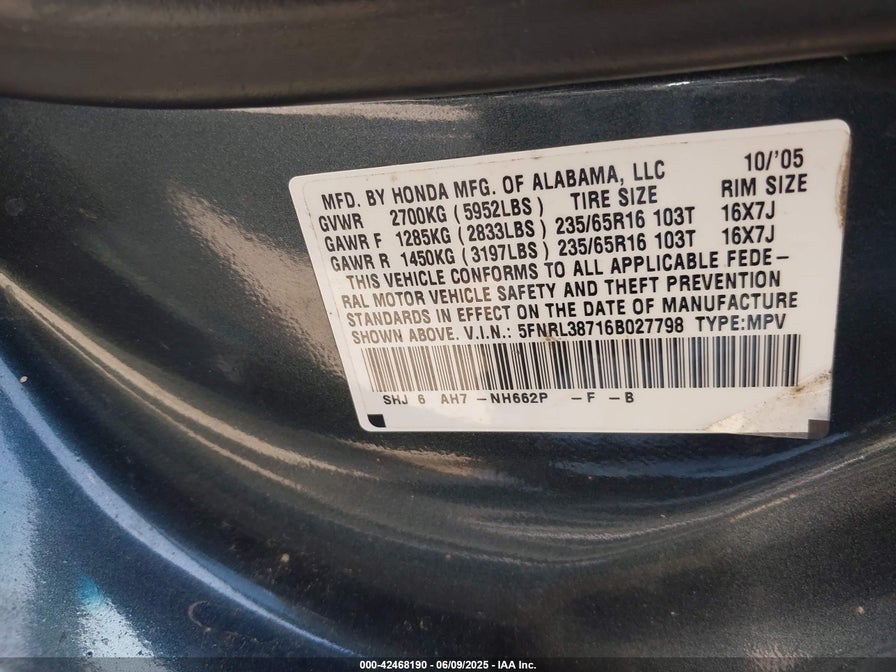 MFD. BY HONDA MFG. OF ALABAMA, LLC 10/'05
GVWR 2700KG (5952LBS) TIRE SIZE RIM SIZE
GAWR F 1285KG (2833LBS) 235/65R16 103T 16X7J
GAWR R 1450KG (3197LBS) 235/65R16 103T 16X7J
THIS VEHICLE CONFORMS TO ALL APPLICABLE FEDE-
RAL MOTOR VEHICLE SAFETY AND THEFT PREVENTION
STANDARDS IN EFFECT ON THE DATE OF MANUFACTURE
SHOWN ABOVE. V.I.N.: 5FNRL38716B027798 TYPE:MPV
SHJ 6 AH7 -NH662P -F -B
000-42468190 - 06/09/2025 - IAA Inc.